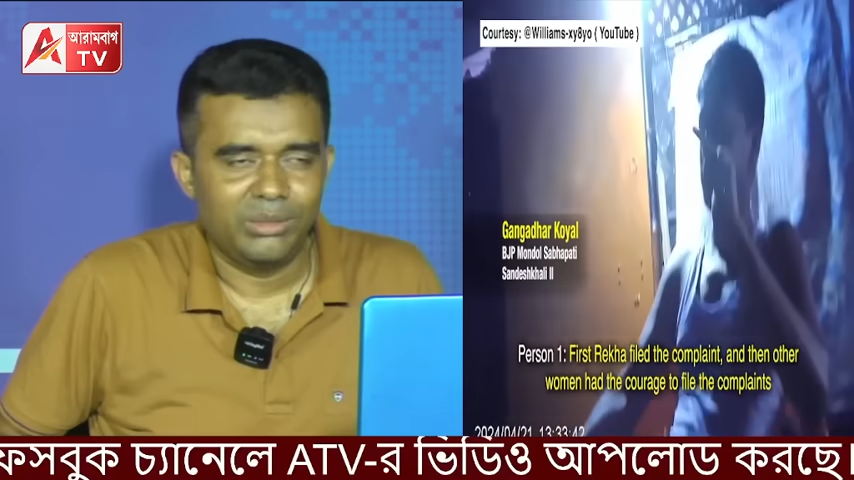 আরামবাগ
TV
Courtesy: @Williams-xy8yo ( YouTube )
Gangadhar Koyal
BJP Mondol Sabhapati
Sandeshkhali II
Person 1: First Rekha filed the complaint, and then other
women had the courage to file the complaints
2024/04/21 13:33:42
ফেসবুক চ্যানেলে ATV-র ভিডিও আপলোড করছে।